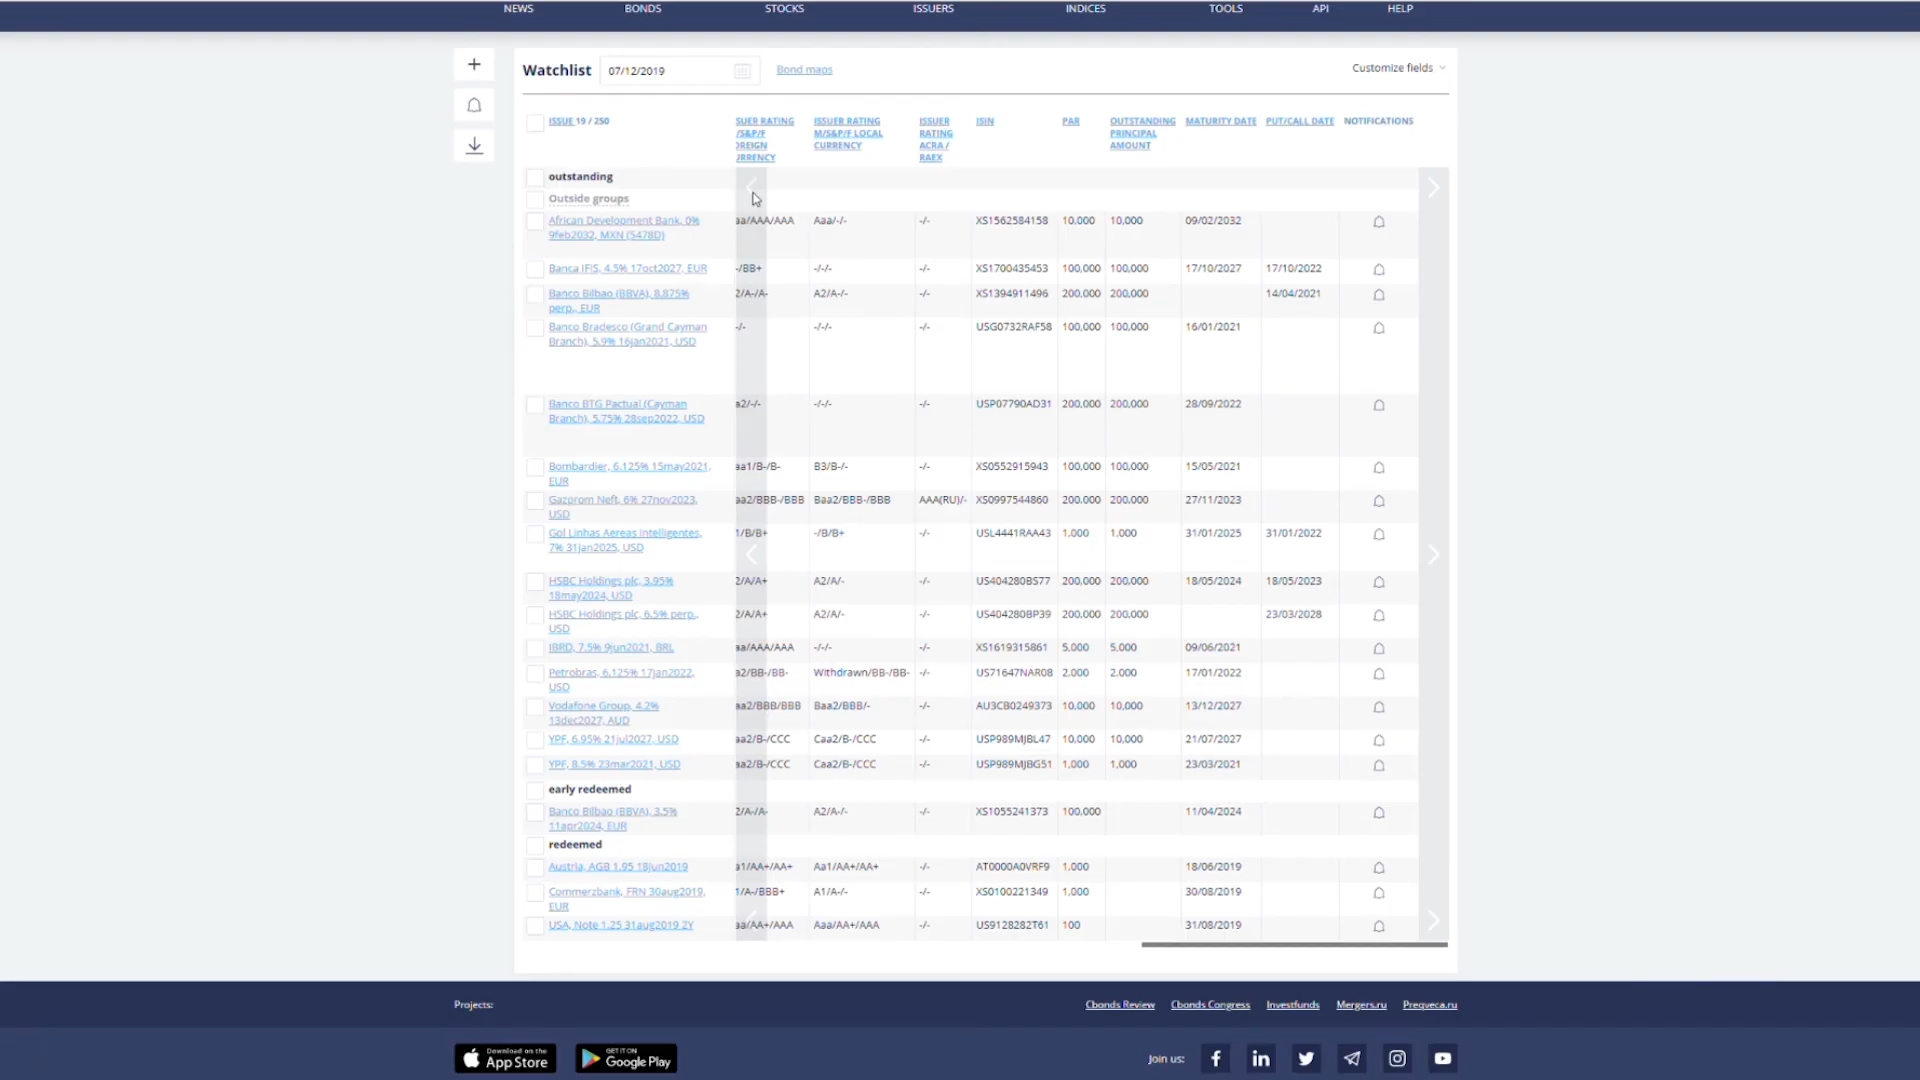 NEWS BONDS STOCKS ISSUERS INDICES TOOLS API HELP
Watchlist 07/12/2019 Bond maps Customize fields
ISSUE 19 / 250 SUER RATING ISSUER RATING ISSUER ISIN PAR OUTSTANDING MATURITY DATE PUT/CALL DATE NOTIFICATIONS
/S&P/F M/S&P/F LOCAL RATING PRINCIPAL
OREIGN CURRENCY ACRA / AMOUNT
URRENCY RAEX
outstanding
Outside groups
African Development Bank, 0% aa/AAA/AAA Aaa/-/- -/- XS1562584158 10,000 10,000 09/02/2032
9feb2032, MXN (5478D)
Banca IFIS, 4.5% 17oct2027, EUR -/BB+ -/-/- -/- XS1700435453 100,000 100,000 17/10/2027 17/10/2022
Banco Bilbao (BBVA), 8.875% 2/A-/A- A2/A-/- -/- XS1394911496 200,000 200,000 14/04/2021
perp., EUR
Banco Bradesco (Grand Cayman -/- -/-/- -/- USG0732RAF58 100,000 100,000 16/01/2021
Branch), 5.9% 16jan2021, USD
Banco BTG Pactual (Cayman a2/-/- -/-/- -/- USP07790AD31 200,000 200,000 28/09/2022
Branch), 5.75% 28sep2022, USD
Bombardier, 6.125% 15may2021, aa1/B-/B- B3/B-/- -/- XS0552915943 100,000 100,000 15/05/2021
EUR
Gazprom Neft, 6% 27nov2023, aa2/BBB-/BBB Baa2/BBB-/BBB AAA(RU)/- XS0997544860 200,000 200,000 27/11/2023
USD
Gol Linhas Aereas Inteligentes, 1/B/B+ -/B/B+ -/- USL4441RAA43 1,000 1,000 31/01/2025 31/01/2022
7% 31jan2025, USD
HSBC Holdings plc, 3.95% 2/A/A+ A2/A/- -/- US404280BS77 200,000 200,000 18/05/2024 18/05/2023
18may2024, USD
HSBC Holdings plc, 6.5% perp., 2/A/A+ A2/A/- -/- US404280BP39 200,000 200,000 23/03/2028
USD
IBRD, 7.5% 9jun2021, BRL aa/AAA/AAA -/-/- -/- XS1619315861 5,000 5,000 09/06/2021
Petrobras, 6.125% 17jan2022, a2/BB-/BB- Withdrawn/BB-/BB- -/- US71647NAR08 2,000 2,000 17/01/2022
USD
Vodafone Group, 4.2% aa2/BBB/BBB Baa2/BBB/- -/- AU3CB0249373 10,000 10,000 13/12/2027
13dec2027, AUD
YPF, 6.95% 21jul2027, USD aa2/B-/CCC Caa2/B-/CCC -/- USP989MJBL47 10,000 10,000 21/07/2027
YPF, 8.5% 23mar2021, USD aa2/B-/CCC Caa2/B-/CCC -/- USP989MJBG51 1,000 1,000 23/03/2021
early redeemed
Banco Bilbao (BBVA), 3.5% 2/A-/A- A2/A-/- -/- XS1055241373 100,000 11/04/2024
11apr2024, EUR
redeemed
Austria, AGB 1.95 18jun2019 a1/AA+/AA+ Aa1/AA+/AA+ -/- AT0000A0VRF9 1,000 18/06/2019
Commerzbank, FRN 30aug2019, 1/A-/BBB+ A1/A-/- -/- XS0100221349 1,000 30/08/2019
EUR
USA, Note 1.25 31aug2019 2Y aa/AA+/AAA Aaa/AA+/AAA -/- US9128282T61 100 31/08/2019
Projects: Cbonds Review Cbonds Congress Investfunds Mergers.ru Preqveca.ru
Download on the App Store GET IT ON Google Play Join us: